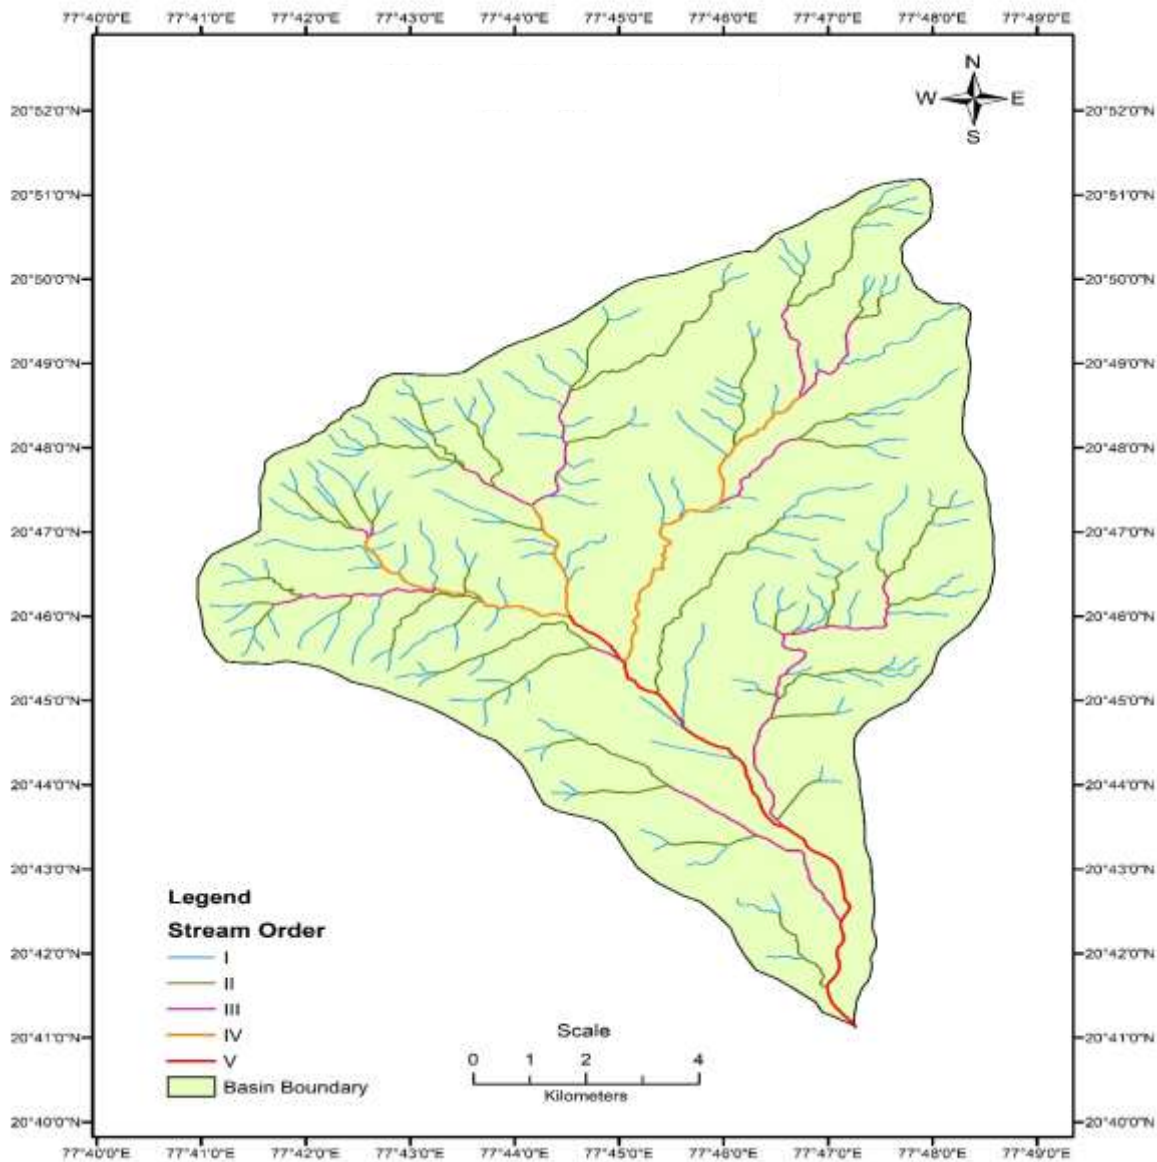 77°40'0"E 77°41'0"E 77°42'0"E 77°43'0"E 77°44'0"E 77°45'0"E 77°46'0"E 77°47'0"E 77°48'0"E 77°49'0"E
N
W E
S
20°52'0"N 20°52'0"N
20°51'0"N 20°51'0"N
20°50'0"N 20°50'0"N
20°49'0"N 20°49'0"N
20°48'0"N 20°48'0"N
20°47'0"N 20°47'0"N
20°46'0"N 20°46'0"N
20°45'0"N 20°45'0"N
20°44'0"N 20°44'0"N
20°43'0"N 20°43'0"N
Legend
Stream Order
I
20°42'0"N 20°42'0"N
II
III
IV
20°41'0"N 20°41'0"N
V
Basin Boundary
Scale
0 1 2 4
Kilometers
20°40'0"N 20°40'0"N
77°40'0"E 77°41'0"E 77°42'0"E 77°43'0"E 77°44'0"E 77°45'0"E 77°46'0"E 77°47'0"E 77°48'0"E 77°49'0"E